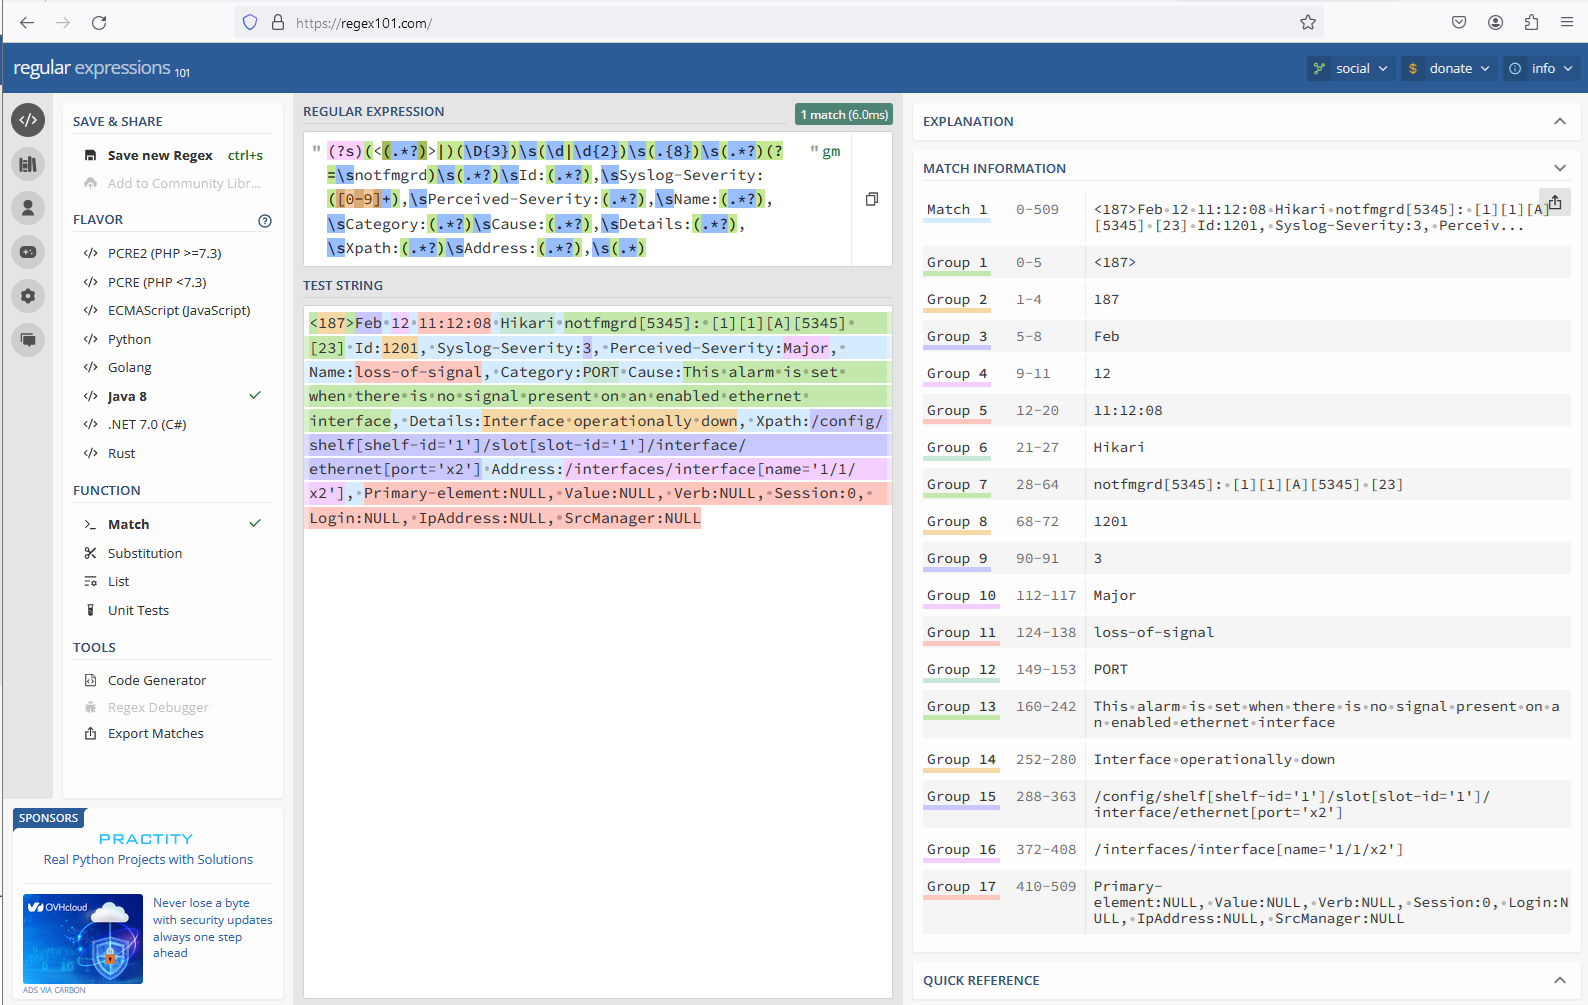 https://regex101.com/
regular expressions 101
social
$ donate
info
SAVE & SHARE
Save new Regex ctrl+s
Add to Community Libr...
FLAVOR
</> PCRE2 (PHP >=7.3)
</> PCRE (PHP <7.3)
</> ECMAScript (JavaScript)
</> Python
</> Golang
</> Java 8
</> .NET 7.0 (C#)
</> Rust
FUNCTION
Match
Substitution
List
Unit Tests
TOOLS
Code Generator
Regex Debugger
Export Matches
SPONSORS
PRACTITY
Real Python Projects with Solutions
OVHcloud
Never lose a byte
with security updates
always one step
ahead
ADS VIA CARBON
REGULAR EXPRESSION
1 match (6.0ms)
" (?s)(<(.*?)>|)(\D{3})\s(\d|\d{2})\s(.{8})\s(.*?)(? " gm
=\snotfmgrd)\s(.*?)\sId:(.*?),\sSyslog-Severity:
([0-9]+),\sPerceived-Severity:(.*?),\sName:(.*?),
\sCategory:(.*?)\sCause:(.*?),\sDetails:(.*?),
\sXpath:(.*?)\sAddress:(.*?),\s(.*)
TEST STRING
<187>Feb•12•11:12:08•Hikari•notfmgrd[5345]:•[1][1][A][5345]•
[23]•Id:1201,•Syslog-Severity:3,•Perceived-Severity:Major,•
Name:loss-of-signal,•Category:PORT•Cause:This•alarm•is•set•
when•there•is•no•signal•present•on•an•enabled•ethernet•
interface,•Details:Interface•operationally•down,•Xpath:/config/
shelf[shelf-id='1']/slot[slot-id='1']/interface/
ethernet[port='x2']•Address:/interfaces/interface[name='1/1/
x2'],•Primary-element:NULL,•Value:NULL,•Verb:NULL,•Session:0,•
Login:NULL,•IpAddress:NULL,•SrcManager:NULL
EXPLANATION
MATCH INFORMATION
Match 1 0-509 <187>Feb•12•11:12:08•Hikari•notfmgrd[5345]:•[1][1][A]
[5345]•[23]•Id:1201,•Syslog-Severity:3,•Perceiv...
Group 1 0-5 <187>
Group 2 1-4 187
Group 3 5-8 Feb
Group 4 9-11 12
Group 5 12-20 11:12:08
Group 6 21-27 Hikari
Group 7 28-64 notfmgrd[5345]:•[1][1][A][5345]•[23]
Group 8 68-72 1201
Group 9 90-91 3
Group 10 112-117 Major
Group 11 124-138 loss-of-signal
Group 12 149-153 PORT
Group 13 160-242 This•alarm•is•set•when•there•is•no•signal•present•on•a
n•enabled•ethernet•interface
Group 14 252-280 Interface•operationally•down
Group 15 288-363 /config/shelf[shelf-id='1']/slot[slot-id='1']/
interface/ethernet[port='x2']
Group 16 372-408 /interfaces/interface[name='1/1/x2']
Group 17 410-509 Primary-
element:NULL,•Value:NULL,•Verb:NULL,•Session:0,•Login:N
ULL,•IpAddress:NULL,•SrcManager:NULL
QUICK REFERENCE